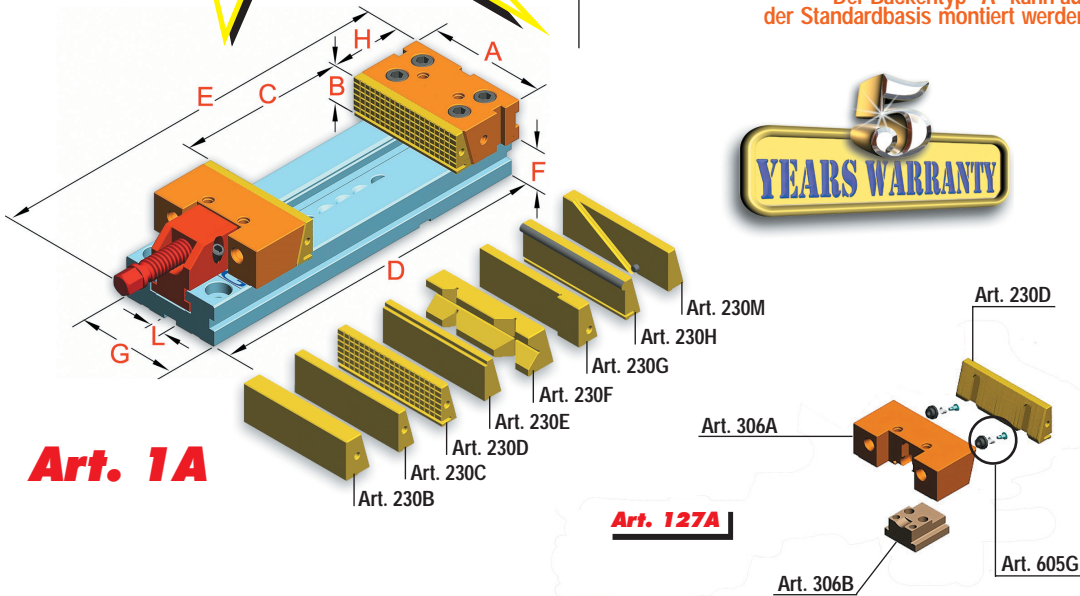 der Standardbasis montiert werden
H
A
E
C
B
F
D
G
L
5
YEARS WARRANTY
Art. 230M
Art. 230H
Art. 230G
Art. 230F
Art. 230E
Art. 230D
Art. 230C
Art. 230B
Art. 1A
Art. 230D
Art. 306A
Art. 127A
Art. 306B
Art. 605G